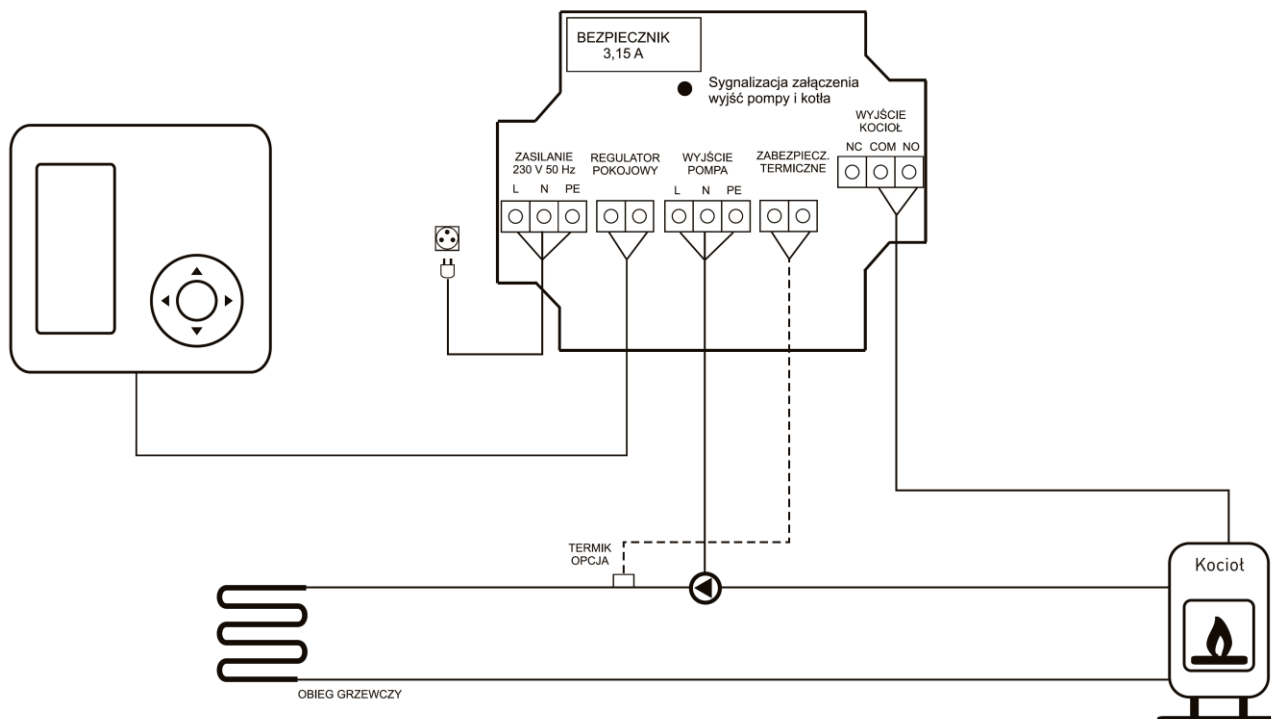 BEZPIECZNIK
3,15 A
Sygnalizacja załączenia
wyjść pompy i kotła
WYJŚCIE
KOCIOŁ
NC COM NO
ZASILANIE
230 V 50 Hz
L N PE
REGULATOR
POKOJOWY
WYJŚCIE
POMPA
L N PE
ZABEZPIECZ.
TERMICZNE
TERMIK
OPCJA
Kocioł
OBIEG GRZEWCZY